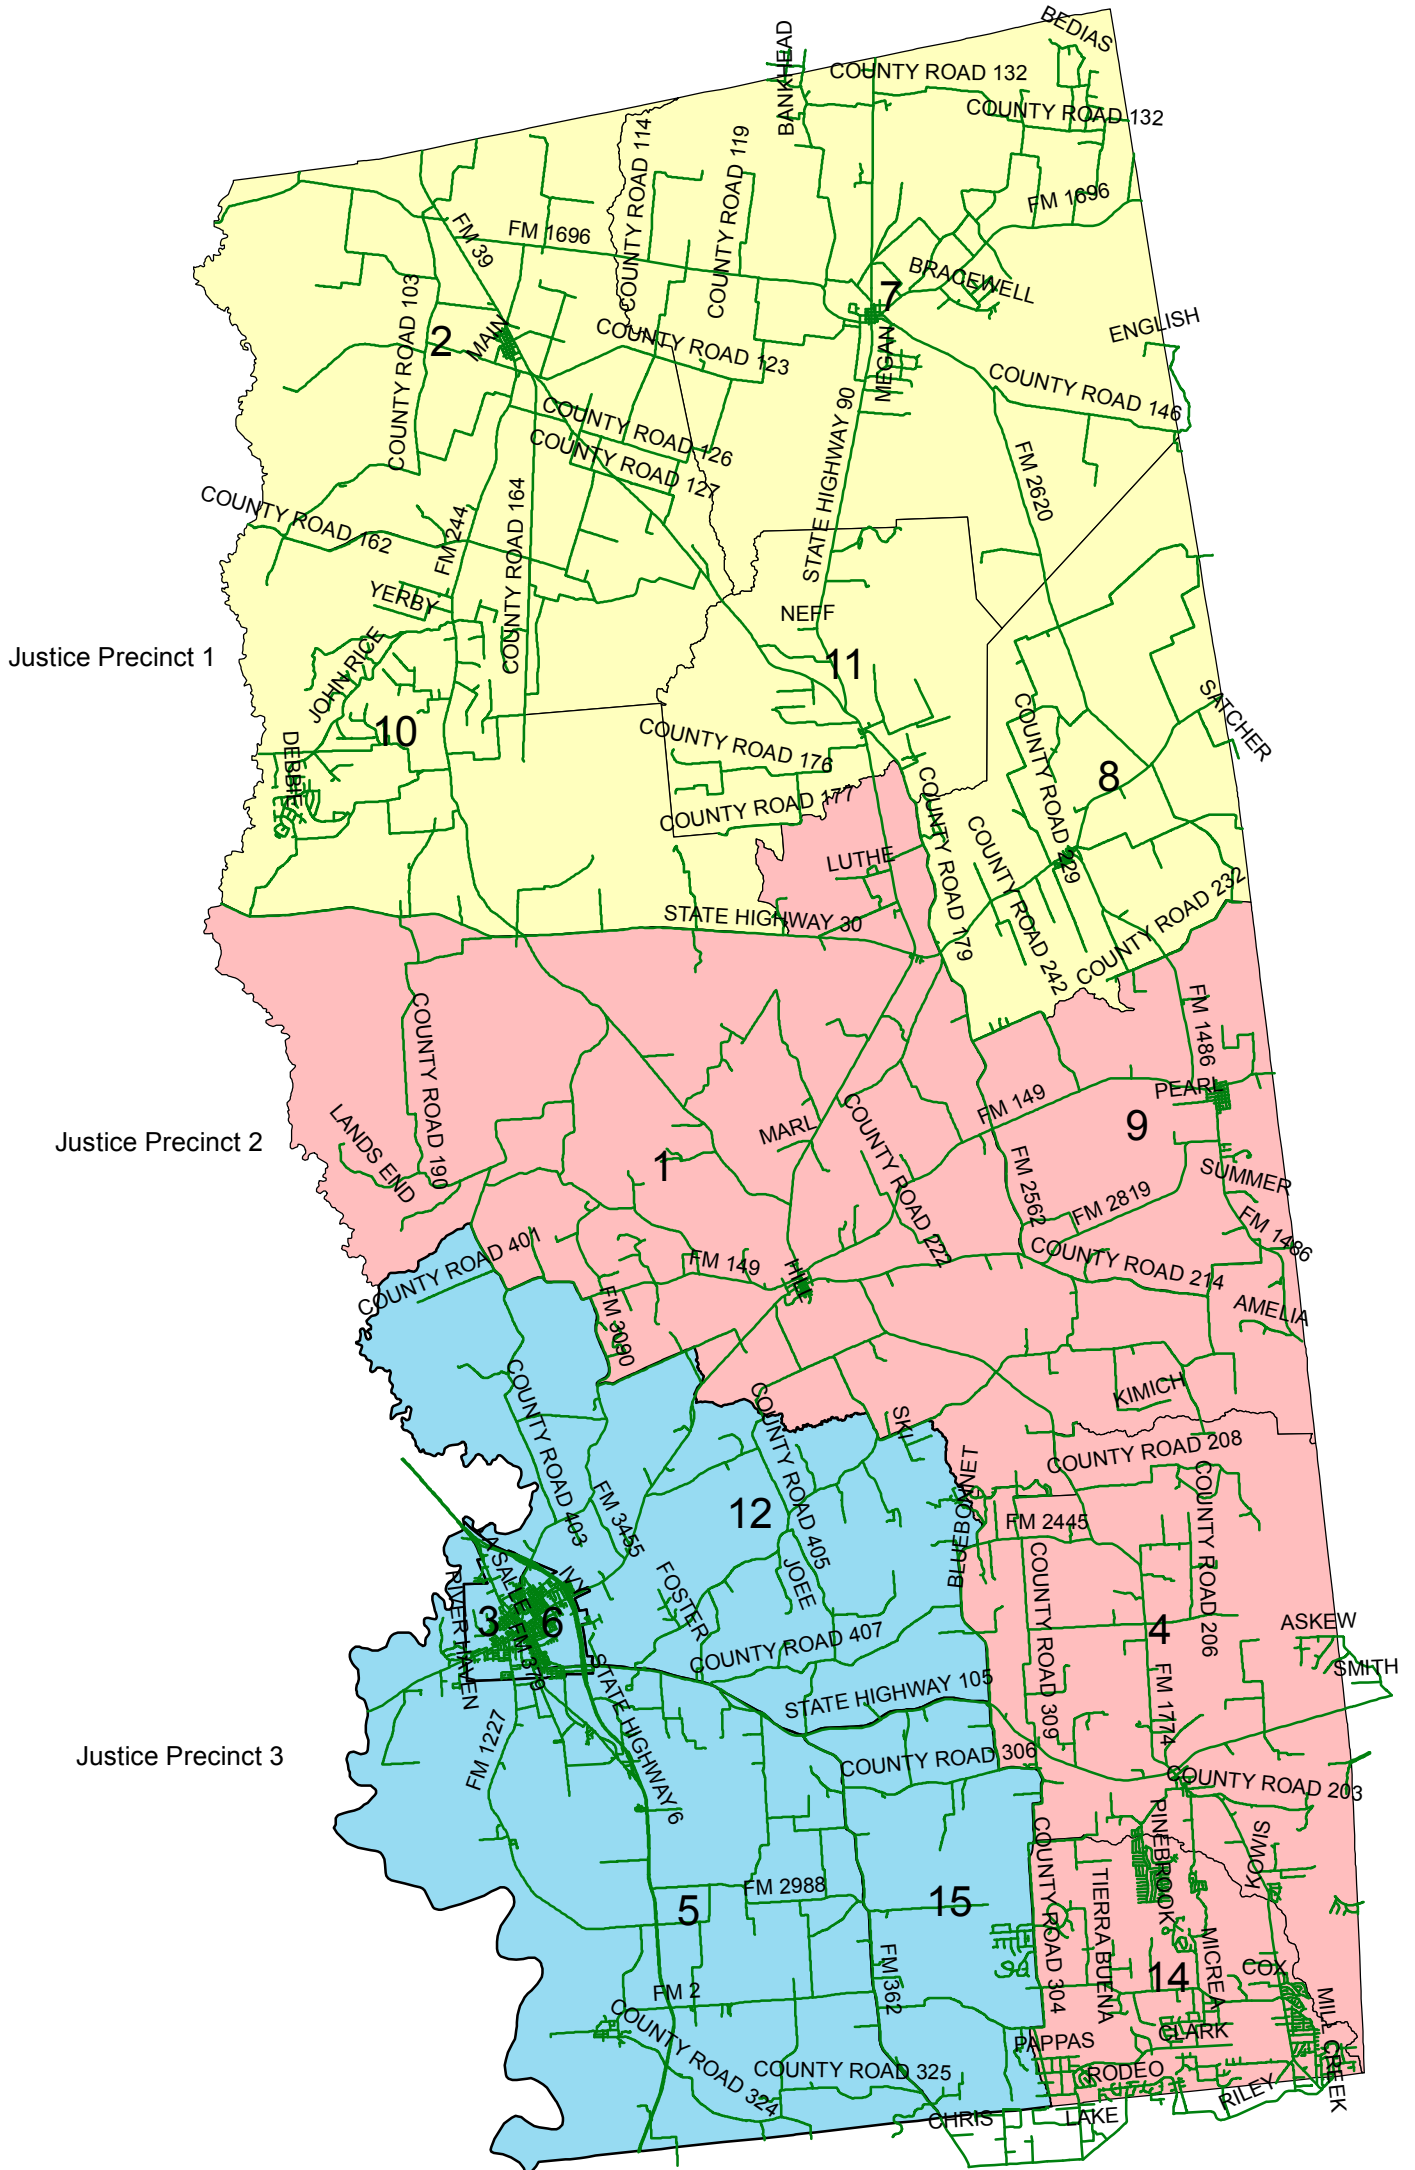 BEDIAS
BANKHEAD
COUNTY ROAD 132
COUNTY ROAD 132
COUNTY ROAD 114
COUNTY ROAD 119
FM 1696
FM 39
FM 1696
BRACEWELL
7
COUNTY ROAD 103
2
MAIN
COUNTY ROAD 123
MEGAN
ENGLISH
COUNTY ROAD 146
COUNTY ROAD 126
COUNTY ROAD 127
STATE HIGHWAY 90
FM 2620
COUNTY ROAD 162
FM 244
COUNTY ROAD 164
YERBY
NEFF
Justice Precinct 1
JOHN RICE
11
10
SATCHER
COUNTY ROAD 176
COUNTY ROAD 229
DEBBIE
8
COUNTY ROAD 177
COUNTY ROAD 179
LUTHE
COUNTY ROAD 242
COUNTY ROAD 232
STATE HIGHWAY 30
COUNTY ROAD 190
FM 1486
PEARL
LANDS END
Justice Precinct 2
MARL
COUNTY ROAD 222
FM 149
9
1
FM 2562
SUMMER
FM 2819
FM 1486
COUNTY ROAD 401
FM 149
HILL
COUNTY ROAD 214
FM 3090
AMELIA
COUNTY ROAD 403
COUNTY ROAD 405
SKI
KIMICH
COUNTY ROAD 208
BLUEBONNET
COUNTY ROAD 206
FM 3455
12
FM 2445
LA SALLE
IVY
FOSTER
JOEE
COUNTY ROAD 309
RIVER HAVEN
3
6
FM 379
COUNTY ROAD 407
4
ASKEW
SMITH
STATE HIGHWAY 6
STATE HIGHWAY 105
FM 1774
Justice Precinct 3
FM 1227
COUNTY ROAD 306
COUNTY ROAD 203
PINEBROOK
SIMON
COUNTY ROAD 304
TIERRA BUENA
FM 2988
5
15
MICREA
FM 362
14
COX
FM 2
MILL CREEK
COUNTY ROAD 324
PAPPAS
CLARK
COUNTY ROAD 325
RODEO
RILEY
CHRIS
LAKE